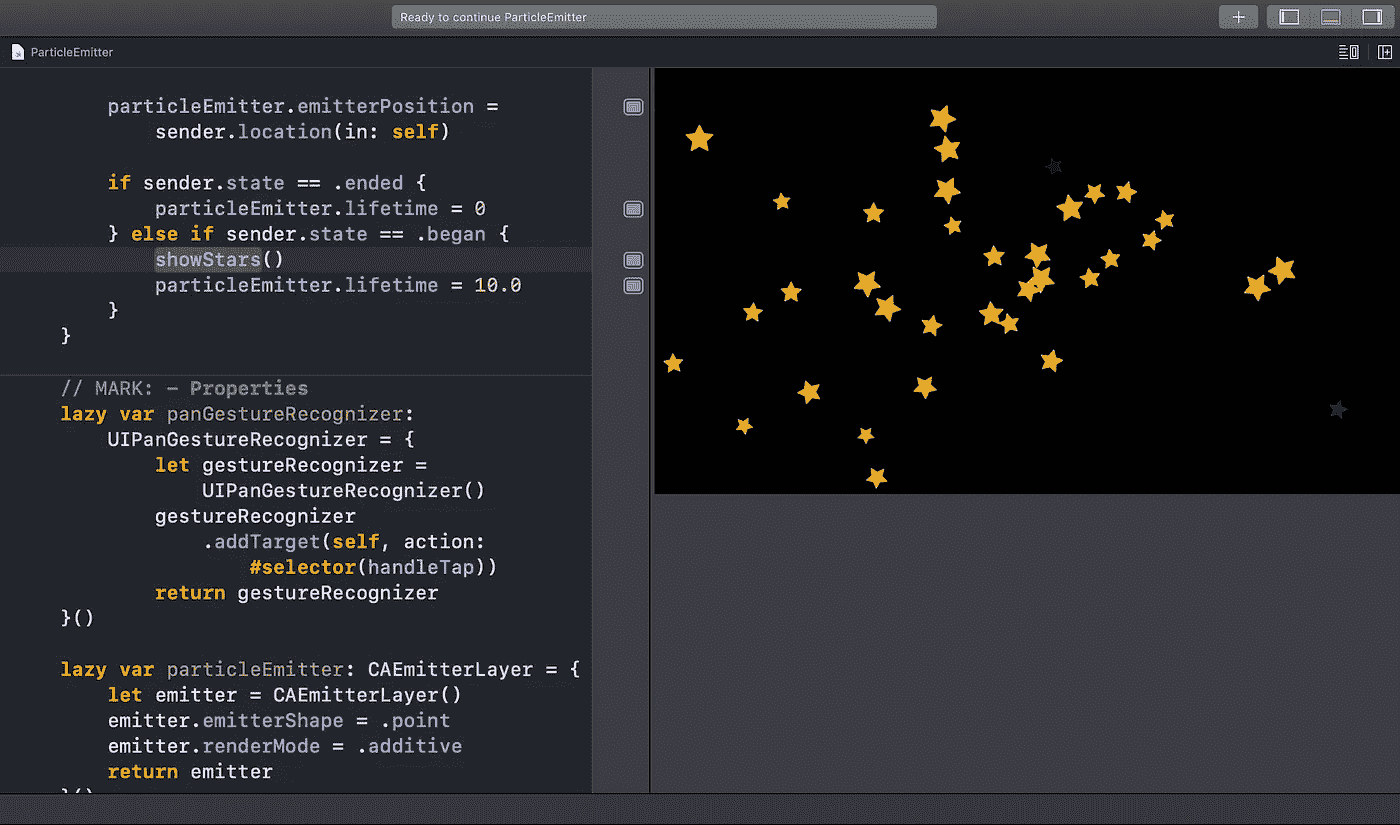 Ready to continue ParticleEmitter
ParticleEmitter
particleEmitter.emitterPosition =
sender.location(in: self)
if sender.state == .ended {
particleEmitter.lifetime = 0
} else if sender.state == .began {
showStars()
particleEmitter.lifetime = 10.0
}
}
// MARK: - Properties
lazy var panGestureRecognizer:
UIPanGestureRecognizer = {
let gestureRecognizer =
UIPanGestureRecognizer()
gestureRecognizer
.addTarget(self, action:
#selector(handleTap))
return gestureRecognizer
}()
lazy var particleEmitter: CAEmitterLayer = {
let emitter = CAEmitterLayer()
emitter.emitterShape = .point
emitter.renderMode = .additive
return emitter
}()